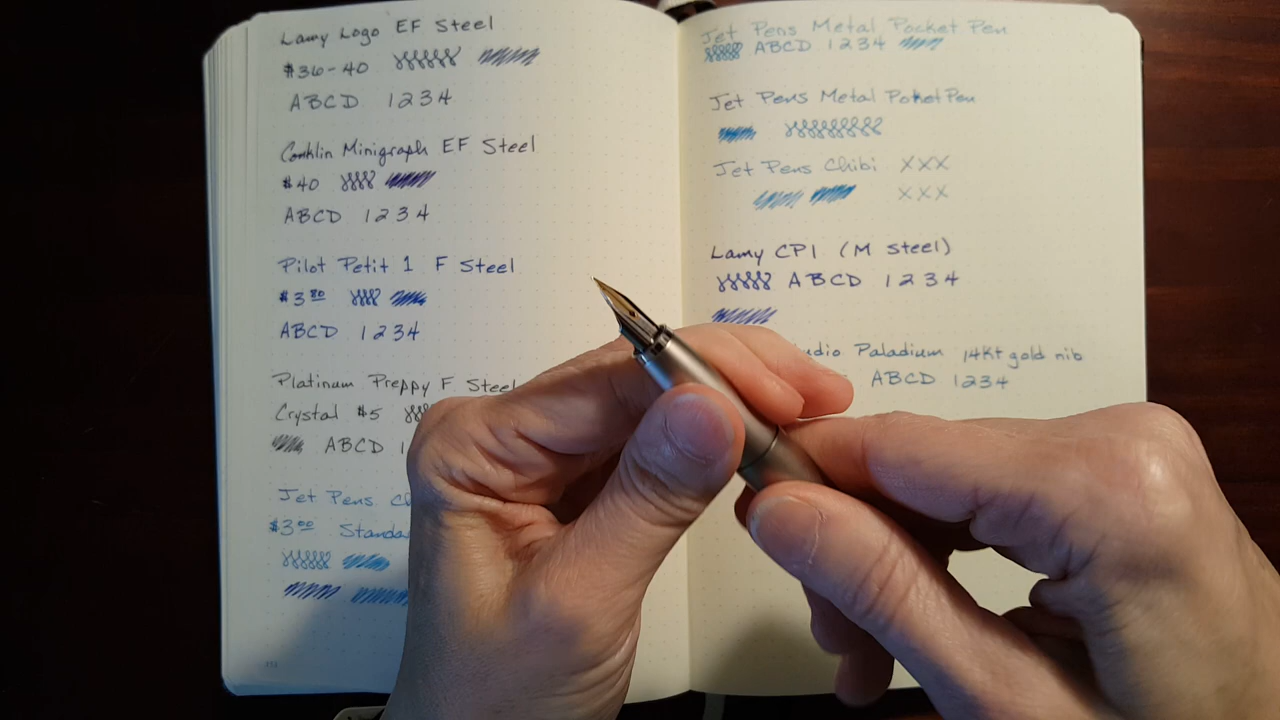 Lamy Logo EF Steel
$36-40
ABCD 1234
Conklin Minigraph EF Steel
$40
ABCD 1234
Pilot Petit 1 F Steel
$3 80
ABCD 1234
Platinum Preppy F Steel
Crystal $5
ABCD 1
Jet Pens C
$3 00 Standa
Jet Pens Metal Pocket Pen
ABCD 1234
Jet Pens Metal Poket Pen
Jet Pens Chibi XXX
XXX
Lamy CP1 (M Steel)
ABCD 1234
udio Paladium 14Kt gold nib
ABCD 1234